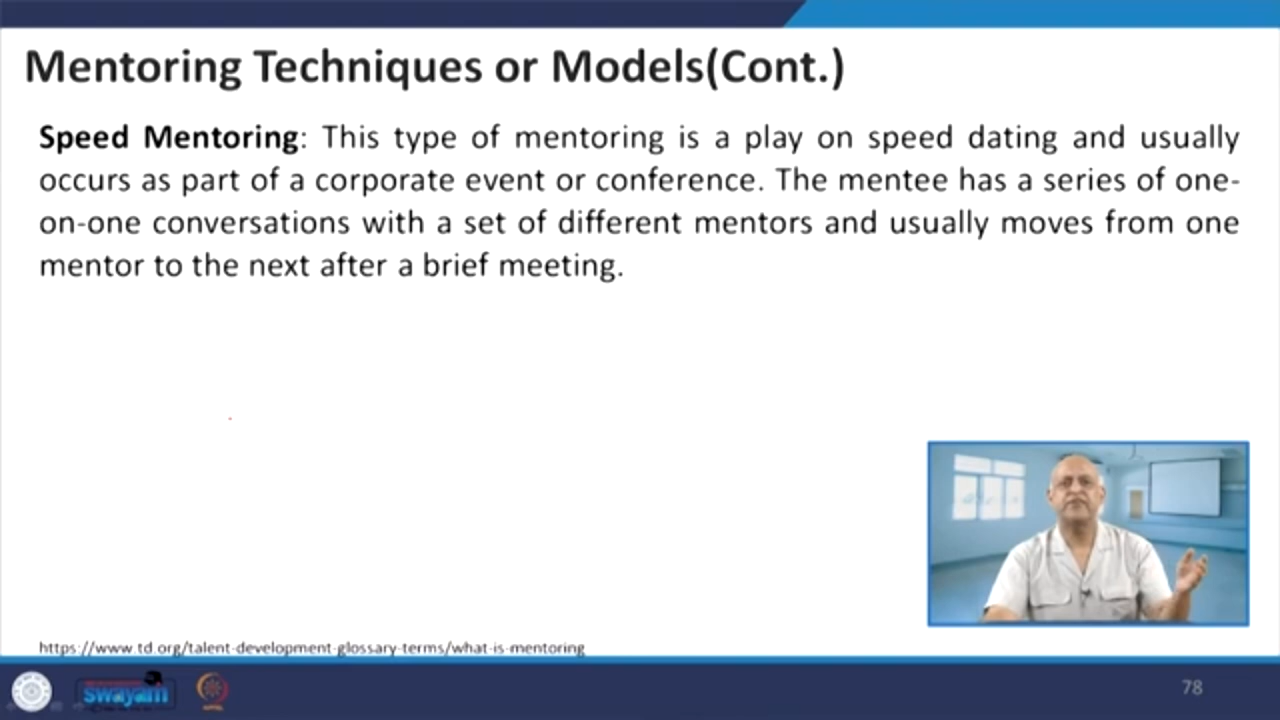 Mentoring Techniques or Models(Cont.)
Speed Mentoring: This type of mentoring is a play on speed dating and usually
occurs as part of a corporate event or conference. The mentee has a series of one-
on-one conversations with a set of different mentors and usually moves from one
mentor to the next after a brief meeting.
https://www.td.org/talent-development-glossary-terms/what-is-mentoring
swayam
78